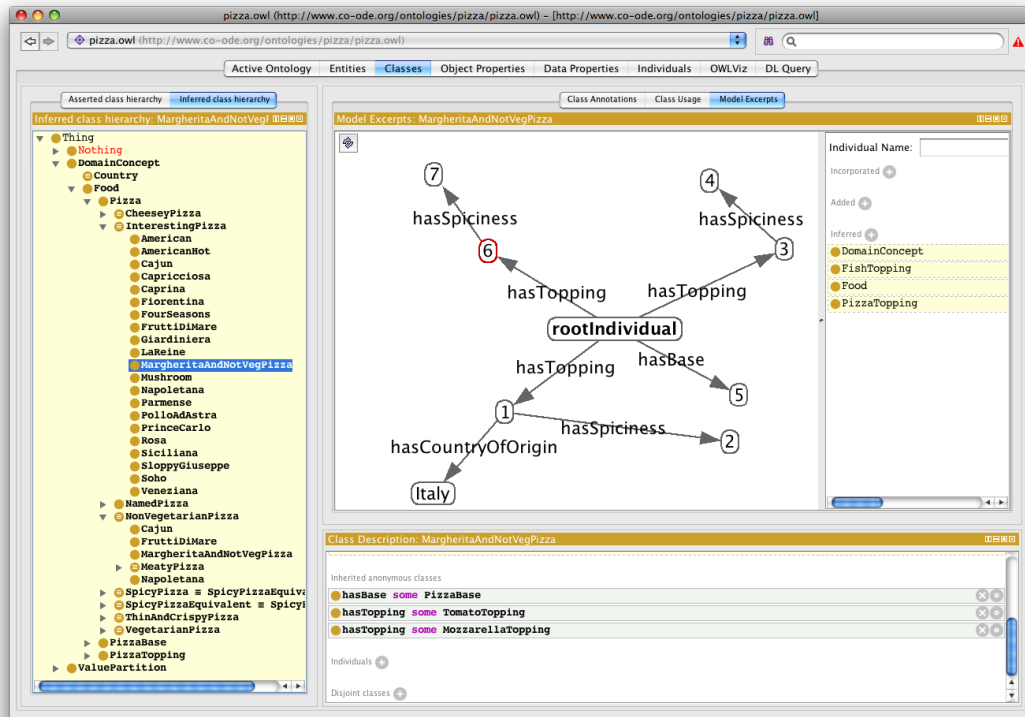 pizza.owl (http://www.co-ode.org/ontologies/pizza/pizza.owl) – [http://www.co-ode.org/ontologies/pizza/pizza.owl]
pizza.owl (http://www.co-ode.org/ontologies/pizza/pizza.owl)
Active Ontology Entities Classes Object Properties Data Properties Individuals OWLViz DL Query
Asserted class hierarchy Inferred class hierarchy
Inferred class hierarchy: MargheritaAndNotVegF
Thing
Nothing
DomainConcept
Country
Food
Pizza
CheeseyPizza
InterestingPizza
American
AmericanHot
Cajun
Capricciosa
Caprina
Fiorentina
FourSeasons
FruttiDiMare
Giardiniera
LaReine
MargheritaAndNotVegPizza
Mushroom
Napoletana
Parmense
PolloAdAstra
PrinceCarlo
Rosa
Siciliana
SloppyGiuseppe
Soho
Veneziana
NamedPizza
NonVegetarianPizza
Cajun
FruttiDiMare
MargheritaAndNotVegPizza
MeatyPizza
Napoletana
SpicyPizza ≡ SpicyPizzaEquiva
SpicyPizzaEquivalent ≡ SpicyP
ThinAndCrispyPizza
VegetarianPizza
PizzaBase
PizzaTopping
ValuePartition
Class Annotations Class Usage Model Excerpts
Model Excerpts: MargheritaAndNotVegPizza
7
4
hasSpiciness
hasSpiciness
6
3
hasTopping
hasTopping
rootIndividual
hasTopping
hasBase
5
1
hasSpiciness
2
hasCountryOfOrigin
Italy
Individual Name:
Incorporated
Added
Inferred
DomainConcept
FishTopping
Food
PizzaTopping
Class Description: MargheritaAndNotVegPizza
Inherited anonymous classes
hasBase some PizzaBase
hasTopping some TomatoTopping
hasTopping some MozzarellaTopping
Individuals
Disjoint classes